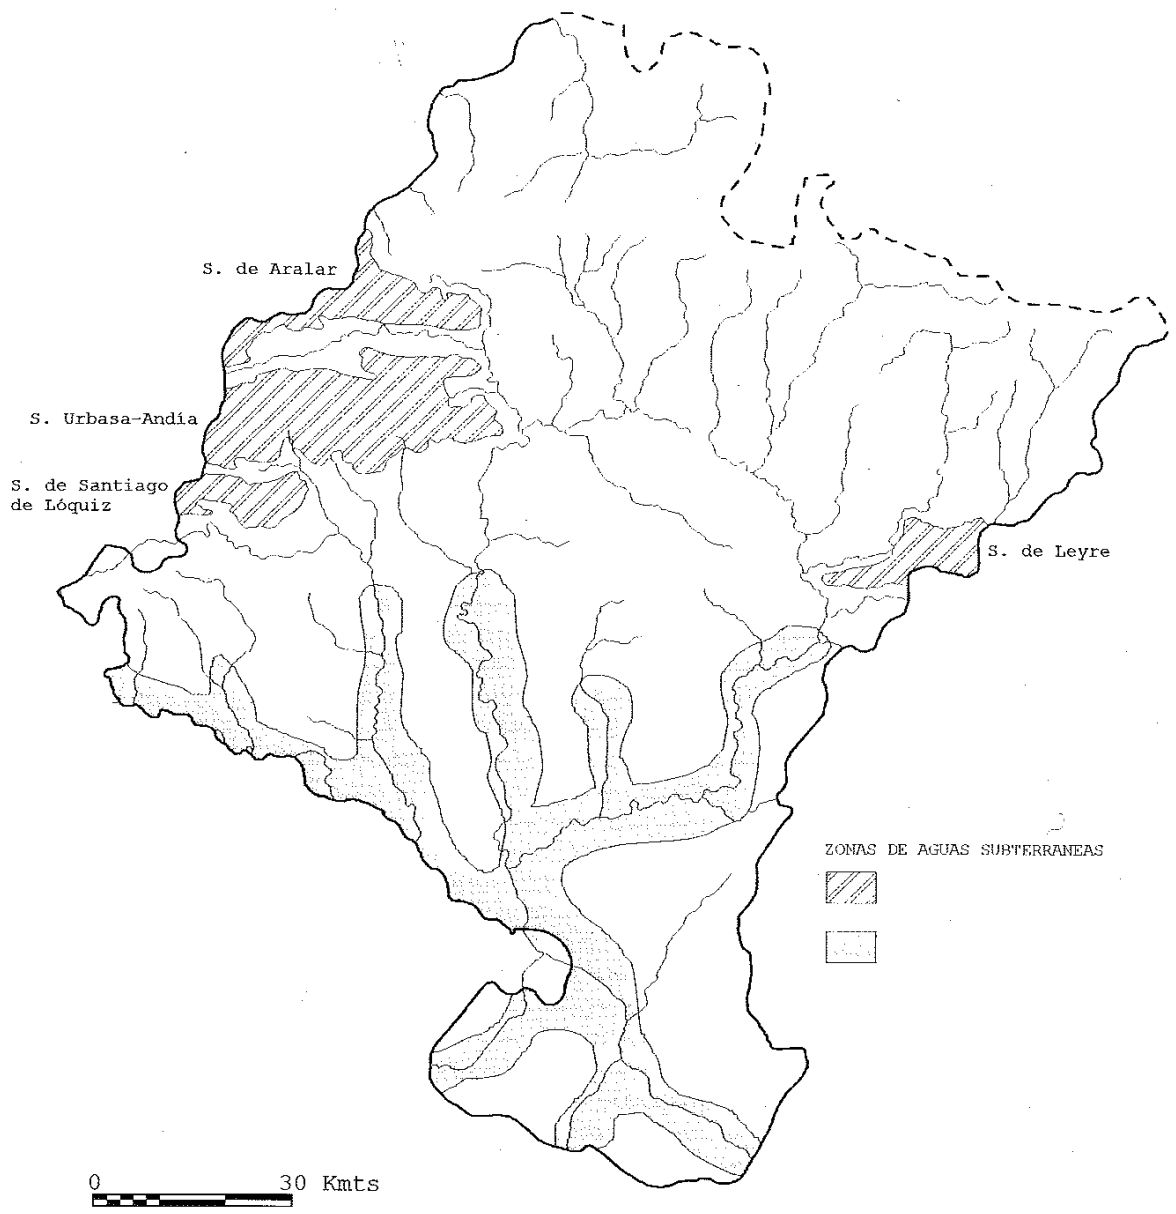 S. de Aralar
S. Urbasa-Andía
S. de Santiago
de Lóquiz
S. de Leyre
ZONAS DE AGUAS SUBTERRANEAS
0 30 Kmts